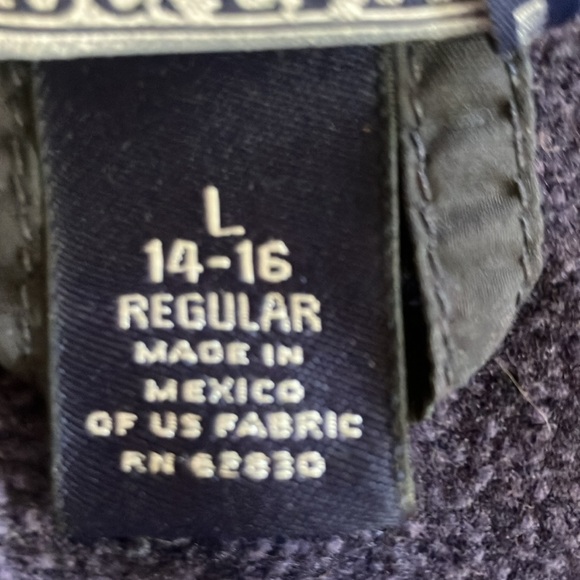 L
14-16
REGULAR
MADE IN
MEXICO
OF US FABRIC
RN 62830